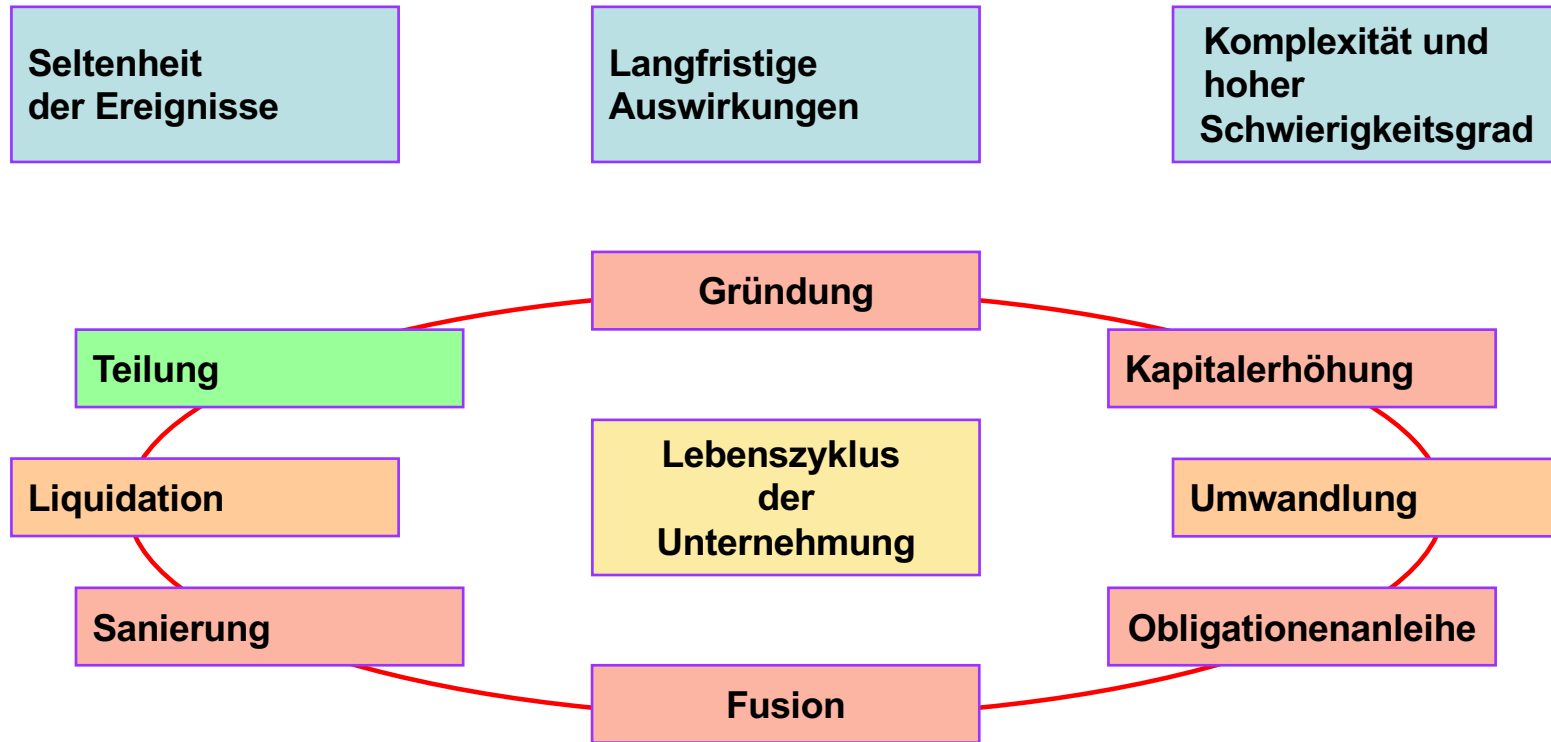 Seltenheit
der Ereignisse
Langfristige
Auswirkungen
Komplexität und
hoher
Schwierigkeitsgrad
Gründung
Teilung
Kapitalerhöhung
Lebenszyklus
der
Unternehmung
Liquidation
Umwandlung
Sanierung
Obligationenanleihe
Fusion